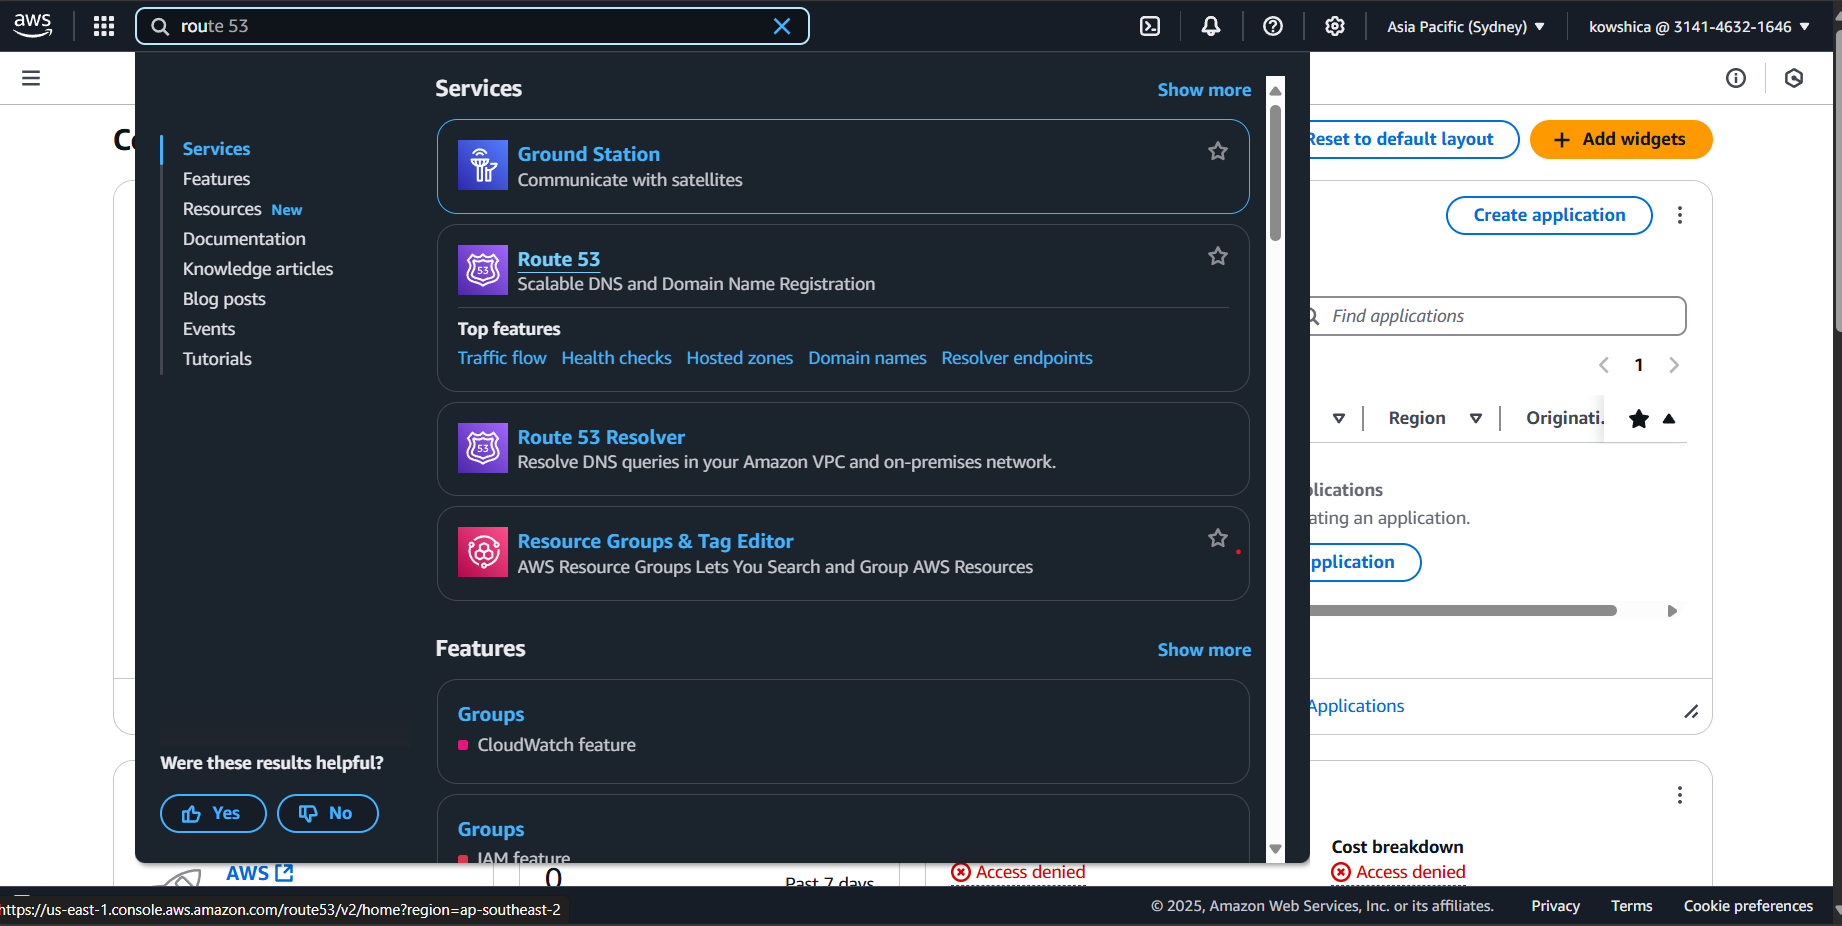 aws
route 53
Asia Pacific (Sydney)
kowshica @ 3141-4632-1646
Services
Show more
Services
Features
Resources New
Documentation
Knowledge articles
Blog posts
Events
Tutorials
Ground Station
Communicate with satellites
53
Route 53
Scalable DNS and Domain Name Registration
Top features
Traffic flow Health checks Hosted zones Domain names Resolver endpoints
53
Route 53 Resolver
Resolve DNS queries in your Amazon VPC and on-premises network.
Resource Groups & Tag Editor
AWS Resource Groups Lets You Search and Group AWS Resources
Features
Show more
Groups
CloudWatch feature
Groups
IAM feature
Were these results helpful?
Yes
No
Reset to default layout
+ Add widgets
Create application
Find applications
1
Region
Originati..
an application.
Applications
AWS
0
Past 7 days
Access denied
Cost breakdown
Access denied
https://us-east-1.console.aws.amazon.com/route53/v2/home?region=ap-southeast-2
© 2025, Amazon Web Services, Inc. or its affiliates.
Privacy
Terms
Cookie preferences